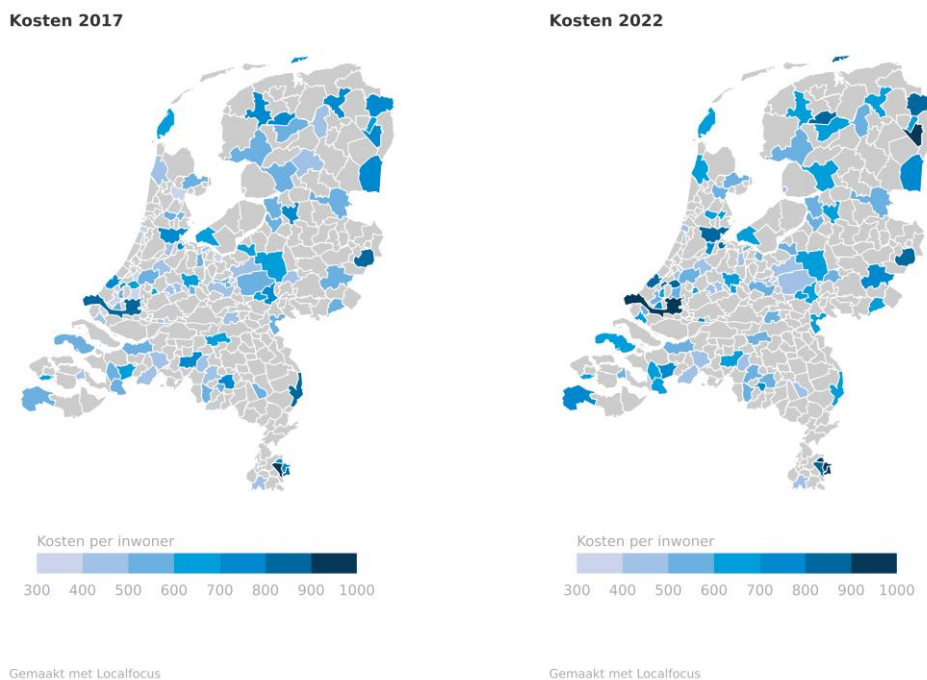 Kosten 2017
Kosten 2022
Kosten per inwoner
300 400 500 600 700 800 900 1000
Kosten per inwoner
300 400 500 600 700 800 900 1000
Gemaakt met Localfocus
Gemaakt met Localfocus